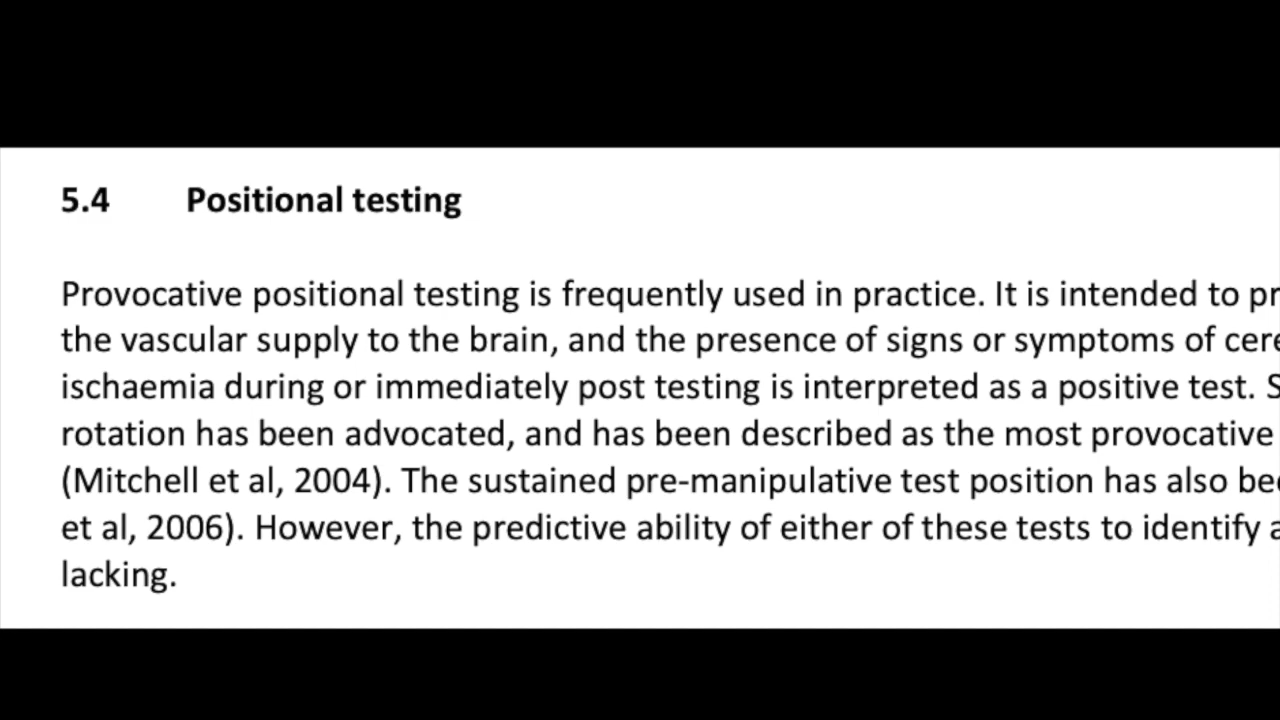 5.4 Positional testing
Provocative positional testing is frequently used in practice. It is intended to
the vascular supply to the brain, and the presence of signs or symptoms of
ischaemia during or immediately post testing is interpreted as a positive test.
rotation has been advocated, and has been described as the most provocative
(Mitchell et al, 2004). The sustained pre-manipulative test position has also
et al, 2006). However, the predictive ability of either of these tests to identify
lacking.